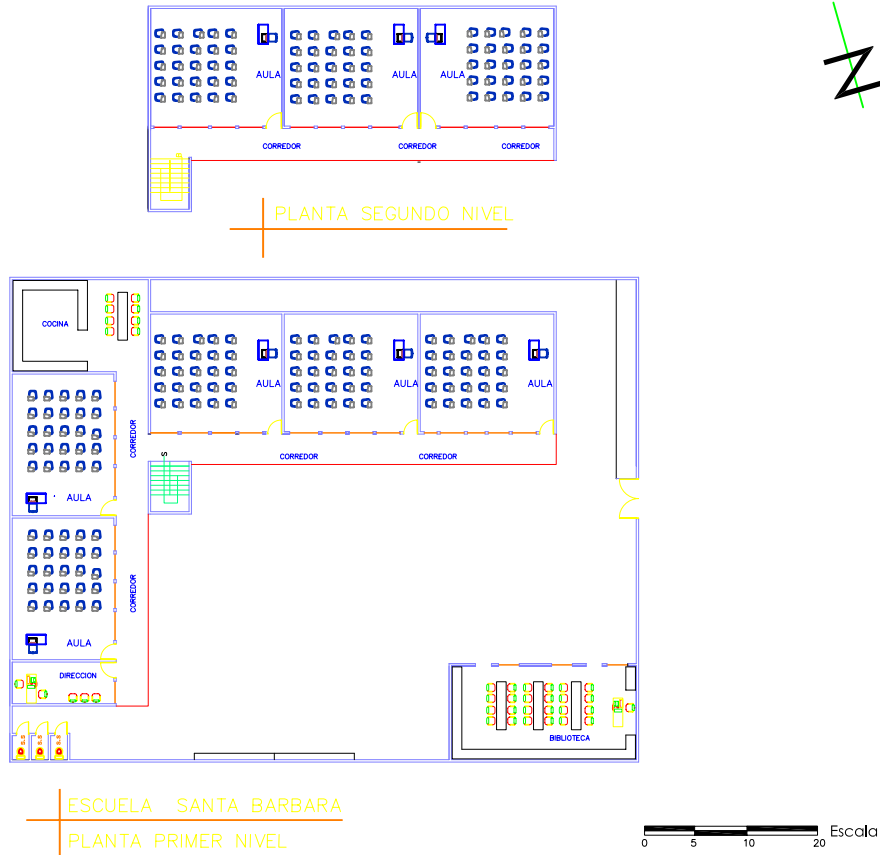 AULA AULA AULA
CORREDOR CORREDOR CORREDOR
S
PLANTA SEGUNDO NIVEL
COCINA
AULA AULA AULA
CORREDOR
CORREDOR CORREDOR
S
AULA
CORREDOR
AULA
DIRECCION
S.S S.S S.S
BIBLIOTECA
ESCUELA SANTA BARBARA
PLANTA PRIMER NIVEL
Escala
0 5 10 20